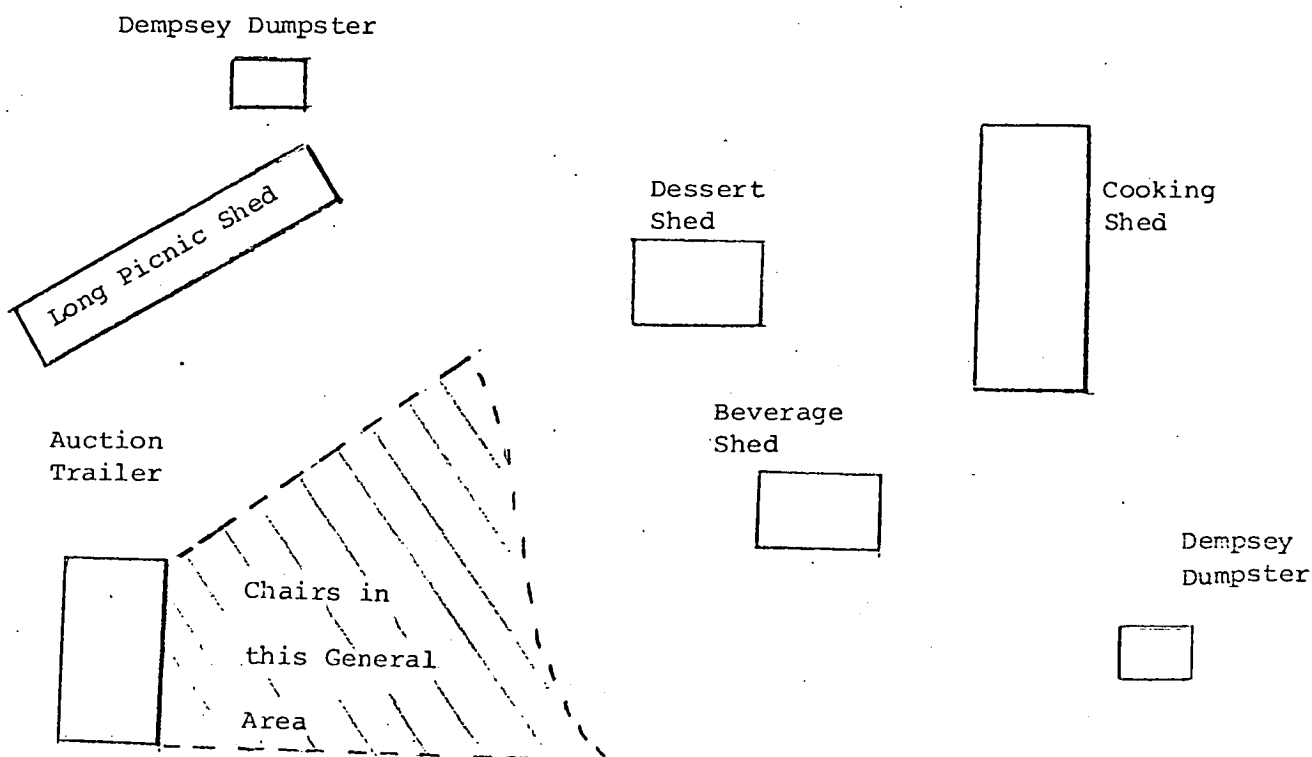 Dempsey Dumpster
Long Picnic Shed
Dessert
Shed
Cooking
Shed
Auction
Trailer
Beverage
Shed
Chairs in
this General
Area
Dempsey
Dumpster